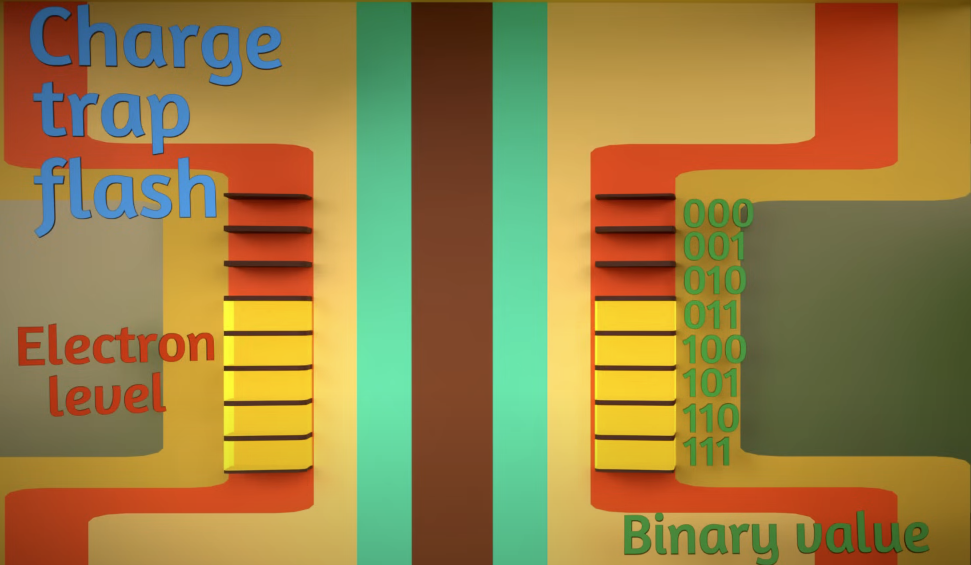 Charge
trap
flash
000
001
010
011
100
101
110
111
Electron
level
Binary value